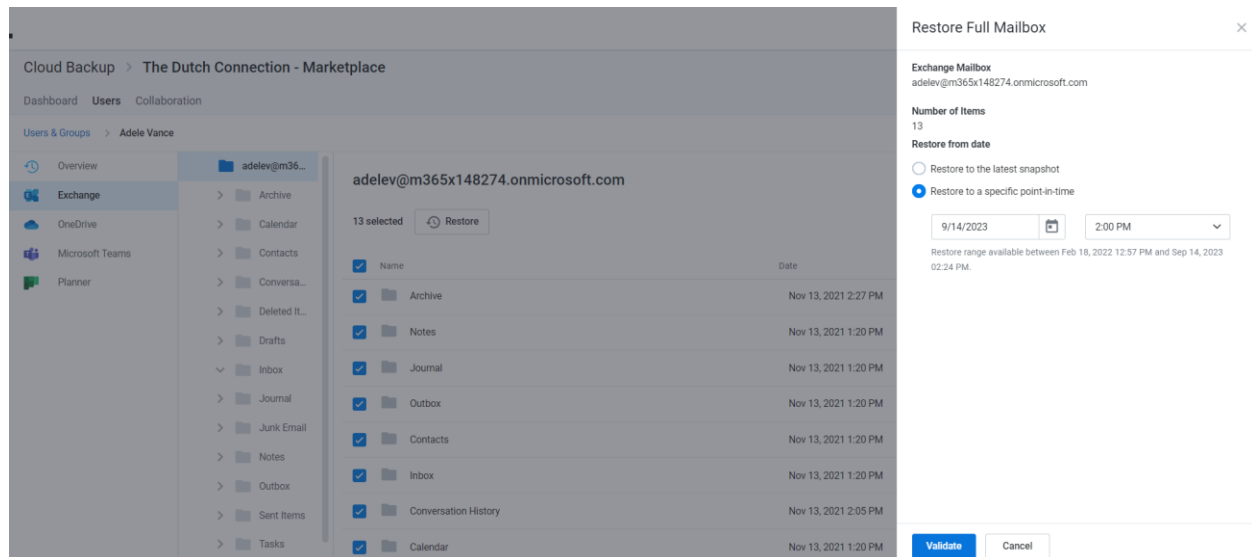 Cloud Backup > The Dutch Connection - Marketplace
Dashboard Users Collaboration
Users & Groups > Adele Vance
Overview
Exchange
OneDrive
Microsoft Teams
Planner
adelev@m36...
Archive
Calendar
Contacts
Conversa...
Deleted It...
Drafts
Inbox
Journal
Junk Email
Notes
Outbox
Sent Items
Tasks
adelev@m365x148274.onmicrosoft.com
13 selected Restore
Name Date
Archive Nov 13, 2021 2:27 PM
Notes Nov 13, 2021 1:20 PM
Journal Nov 13, 2021 1:20 PM
Outbox Nov 13, 2021 1:20 PM
Contacts Nov 13, 2021 1:20 PM
Inbox Nov 13, 2021 1:20 PM
Conversation History Nov 13, 2021 2:05 PM
Calendar Nov 13, 2021 1:20 PM
Restore Full Mailbox
Exchange Mailbox
adelev@m365x148274.onmicrosoft.com
Number of Items
13
Restore from date
Restore to the latest snapshot
Restore to a specific point-in-time
9/14/2023 2:00 PM
Restore range available between Feb 18, 2022 12:57 PM and Sep 14, 2023
02:24 PM.
Validate Cancel